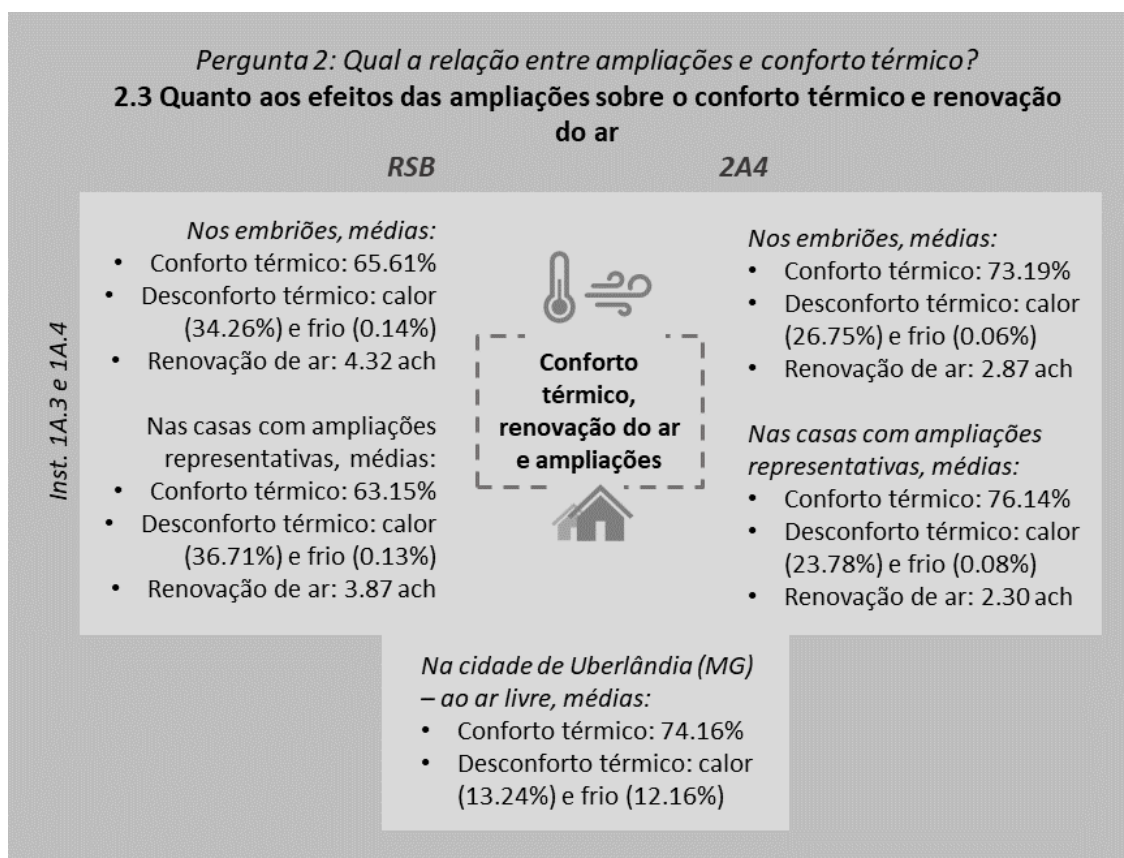 Pergunta 2: Qual a relação entre ampliações e conforto térmico?
2.3 Quanto aos efeitos das ampliações sobre o conforto térmico e renovação
do ar
RSB
2A4
Inst. 1A.3 e 1A.4
Nos embriões, médias:
• Conforto térmico: 65.61%
• Desconforto térmico: calor
(34.26%) e frio (0.14%)
• Renovação de ar: 4.32 ach
Nas casas com ampliações
representativas, médias:
• Conforto térmico: 63.15%
• Desconforto térmico: calor
(36.71%) e frio (0.13%)
• Renovação de ar: 3.87 ach
Conforto
térmico,
renovação do ar
e ampliações
Nos embriões, médias:
• Conforto térmico: 73.19%
• Desconforto térmico: calor
(26.75%) e frio (0.06%)
• Renovação de ar: 2.87 ach
Nas casas com ampliações
representativas, médias:
• Conforto térmico: 76.14%
• Desconforto térmico: calor
(23.78%) e frio (0.08%)
• Renovação de ar: 2.30 ach
Na cidade de Uberlândia (MG)
– ao ar livre, médias:
• Conforto térmico: 74.16%
• Desconforto térmico: calor
(13.24%) e frio (12.16%)